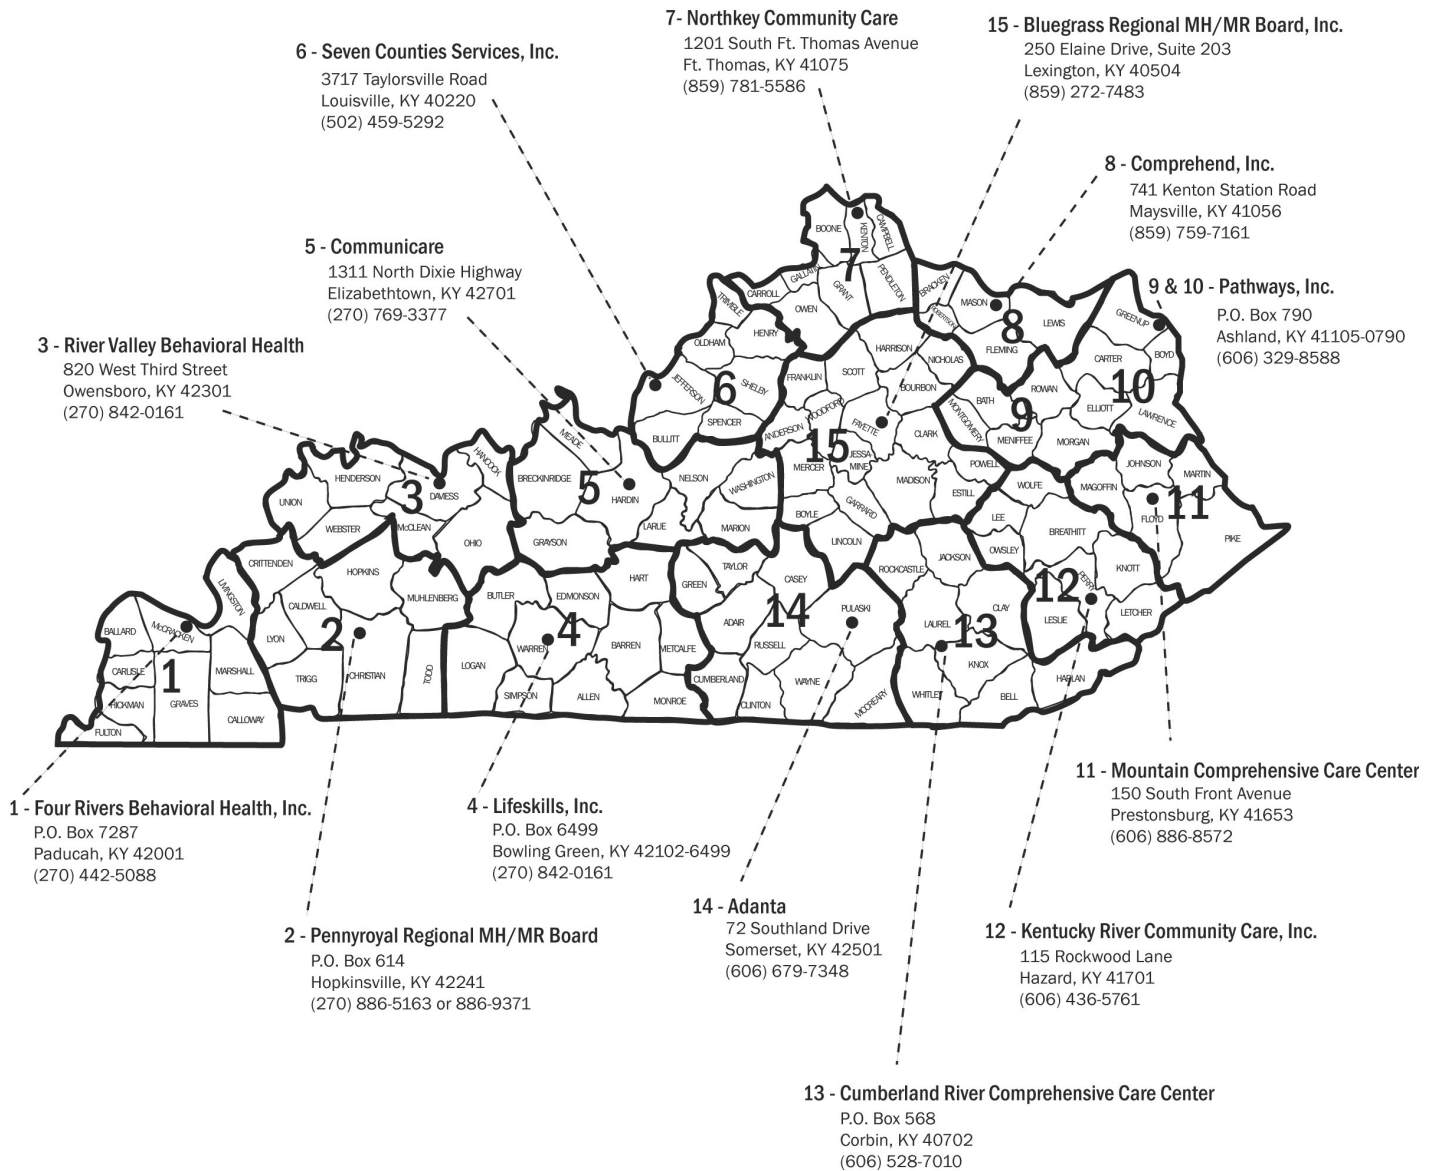 7- Northkey Community Care
1201 South Ft. Thomas Avenue
Ft. Thomas, KY 41075
(859) 781-5586
15 - Bluegrass Regional MH/MR Board, Inc.
250 Elaine Drive, Suite 203
Lexington, KY 40504
(859) 272-7483
6 - Seven Counties Services, Inc.
3717 Taylorsville Road
Louisville, KY 40220
(502) 459-5292
8 - Comprehend, Inc.
741 Kenton Station Road
Maysville, KY 41056
(859) 759-7161
5 - Communicare
1311 North Dixie Highway
Elizabethtown, KY 42701
(270) 769-3377
9 & 10 - Pathways, Inc.
P.O. Box 790
Ashland, KY 41105-0790
(606) 329-8588
3 - River Valley Behavioral Health
820 West Third Street
Owensboro, KY 42301
(270) 842-0161
BOONE
KENTON
CAMPBELL
7
GALLATIN
CARROLL
GRANT
PENDLETON
OWEN
TRIMBLE
HENRY
OLDHAM
JEFFERSON
6
SHELBY
SPENCER
BULLITT
BRACKEN
MASON
ROBERTSON
8
LEWIS
FLEMING
GREENUP
CARTER
BOYD
10
ELLIOTT
LAWRENCE
ROWAN
BATH
9
MONTGOMERY
MENIFFEE
MORGAN
HARRISON
NICHOLAS
FRANKLIN
SCOTT
BOURBON
WOODFORD
FAYETTE
ANDERSON
15
CLARK
JESSA
MINE
MERCER
MADISON
POWELL
ESTILL
GARRARD
BOYLE
LINCOLN
MEADE
BRECKINRIDGE
5
HARDIN
NELSON
WASHINGTON
LARUE
MARION
GRAYSON
HANCOCK
HENDERSON
3
DAVIESS
UNION
WEBSTER
McCLEAN
OHIO
JOHNSON
MARTIN
MAGOFFIN
11
FLOYD
PIKE
WOLFE
LEE
BREATHITT
OWSLEY
KNOTT
12
PERRY
LESLIE
LETCHER
JACKSON
ROCKCASTLE
CLAY
LAUREL
13
KNOX
WHITLEY
BELL
HARLAN
TAYLOR
GREEN
CASEY
14
PULASKI
ADAIR
RUSSELL
CUMBERLAND
WAYNE
CLINTON
MCCREARY
HART
BUTLER
EDMONSON
4
WARREN
BARREN
METCALFE
LOGAN
SIMPSON
ALLEN
MONROE
CRITTENDEN
HOPKINS
LIVINGSTON
CALDWELL
MUHLENBERG
LYON
2
TRIGG
CHRISTIAN
TODD
BALLARD
McCRACKEN
CARLISLE
1
MARSHALL
HICKMAN
GRAVES
CALLOWAY
FULTON
11 - Mountain Comprehensive Care Center
150 South Front Avenue
Prestonsburg, KY 41653
(606) 886-8572
1 - Four Rivers Behavioral Health, Inc.
P.O. Box 7287
Paducah, KY 42001
(270) 442-5088
4 - Lifeskills, Inc.
P.O. Box 6499
Bowling Green, KY 42102-6499
(270) 842-0161
14 - Adanta
72 Southland Drive
Somerset, KY 42501
(606) 679-7348
2 - Pennyroyal Regional MH/MR Board
P.O. Box 614
Hopkinsville, KY 42241
(270) 886-5163 or 886-9371
12 - Kentucky River Community Care, Inc.
115 Rockwood Lane
Hazard, KY 41701
(606) 436-5761
13 - Cumberland River Comprehensive Care Center
P.O. Box 568
Corbin, KY 40702
(606) 528-7010